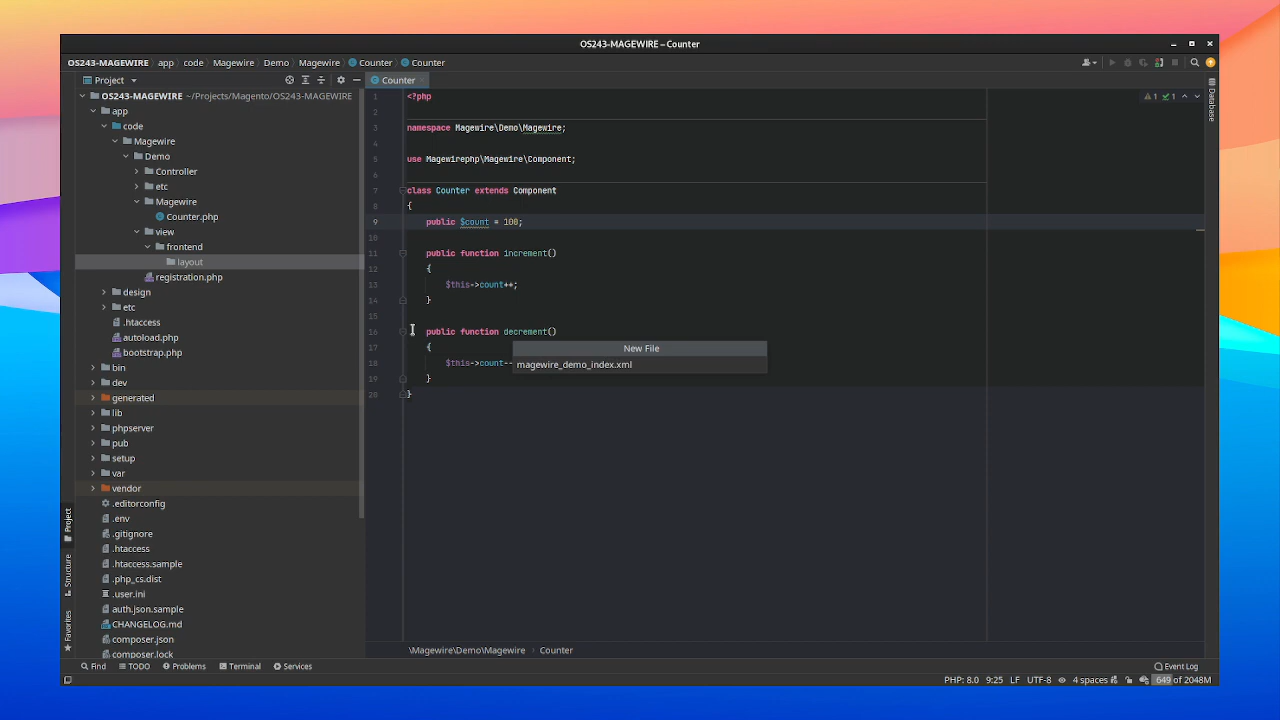 OS243-MAGEWIRE – Counter
OS243-MAGEWIRE app code Magewire Demo Magewire Counter Counter
Project
Counter
OS243-MAGEWIRE ~/Projects/Magento/OS243-MAGEWIRE
app
code
Magewire
Demo
Controller
etc
Magewire
Counter.php
view
frontend
layout
registration.php
design
etc
.htaccess
autoload.php
bootstrap.php
bin
dev
generated
lib
phpserver
pub
setup
var
vendor
.editorconfig
.env
.gitignore
.htaccess
.htaccess.sample
.php_cs.dist
.user.ini
auth.json.sample
CHANGELOG.md
composer.json
composer.lock
1 <?php
2
3 namespace Magewire\Demo\Magewire;
4
5 use Magewirephp\Magewire\Component;
6
7 class Counter extends Component
8 {
9 public $count = 100;
10
11 public function increment()
12 {
13 $this->count++;
14 }
15
16 public function decrement()
17 {
18 $this->count--
19 }
20 }
New File
magewire_demo_index.xml
1 1
Database
Project
Structure
Favorites
\Magewire\Demo\Magewire Counter
Find TODO Problems Terminal Services Event Log
PHP: 8.0 9:25 LF UTF-8 4 spaces 649 of 2048M